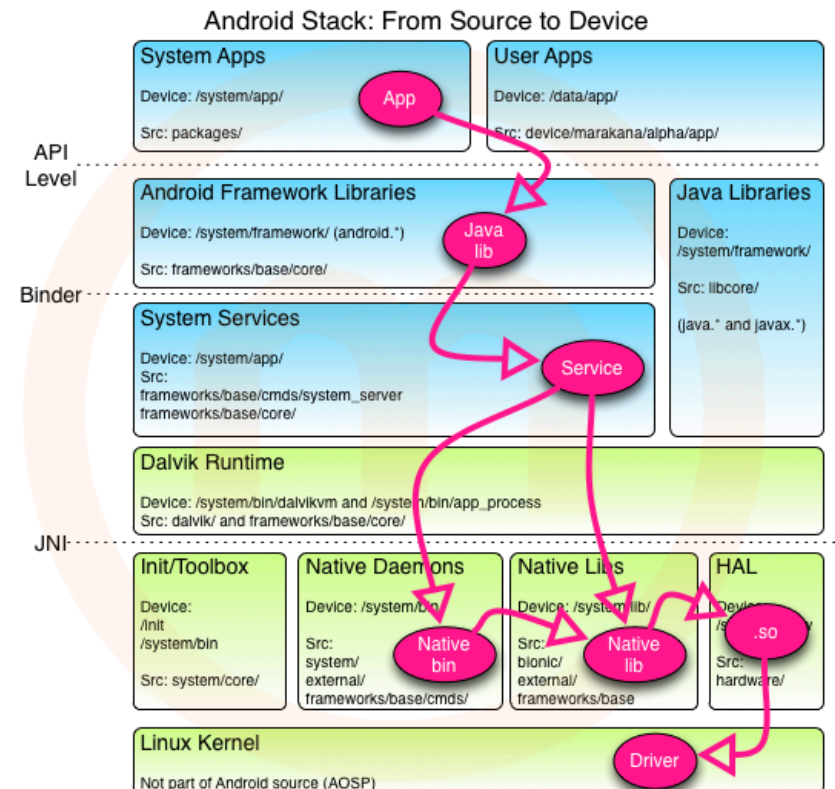 Android Stack: From Source to Device
System Apps
Device: /system/app/
Src: packages/
App
User Apps
Device: /data/app/
Src: device/marakana/alpha/app/
API
Level
Android Framework Libraries
Device: /system/framework/ (android.*)
Src: frameworks/base/core/
Java
lib
Java Libraries
Device:
/system/framework/
Src: libcore/
(java.* and javax.*)
Binder
System Services
Device: /system/app/
Src:
frameworks/base/cmds/system_server
frameworks/base/core/
Service
Dalvik Runtime
Device: /system/bin/dalvikvm and /system/bin/app_process
Src: dalvik/ and frameworks/base/core/
JNI
Init/Toolbox
Device:
/init
/system/bin
Src: system/core/
Native Daemons
Device: /system/bin
Src:
system/
external/
frameworks/base/cmds/
Native
bin
Native Libs
Device: /system/lib/
Src:
bionic/
external/
frameworks/base
Native
lib
HAL
Device:
Src:
hardware/
.so
Linux Kernel
Not part of Android source (AOSP)
Driver